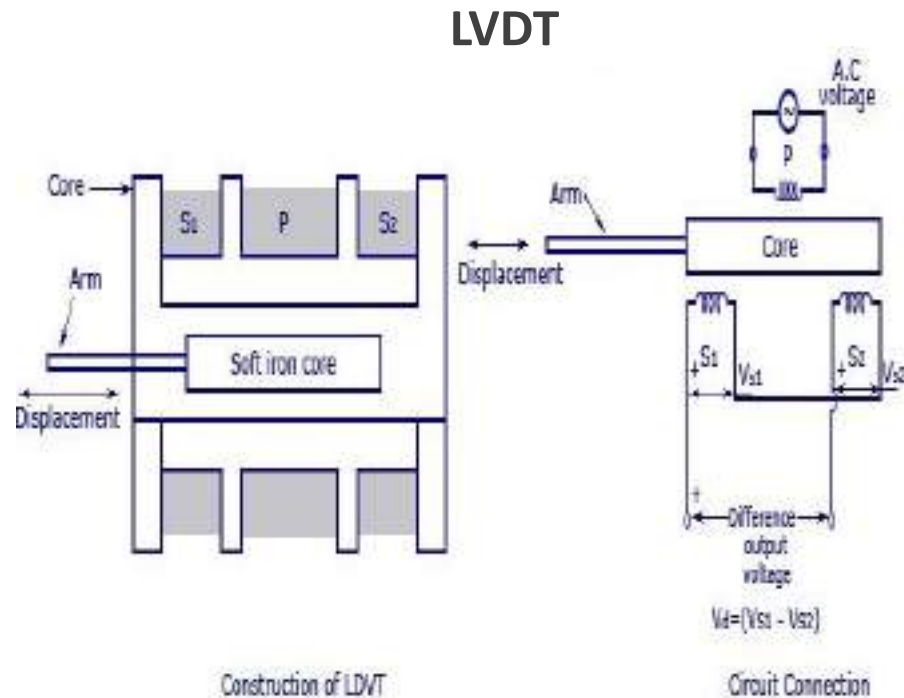 LVDT
Core
S1
P
S2
Arm
Soft iron core
Displacement
Construction of LDVT
A.C
voltage
P
Arm
Core
Displacement
S1
S2
+
Vs1
+
Vs2
+
Difference
output
voltage
Vd=(Vs1 - Vs2)
Circuit Connection